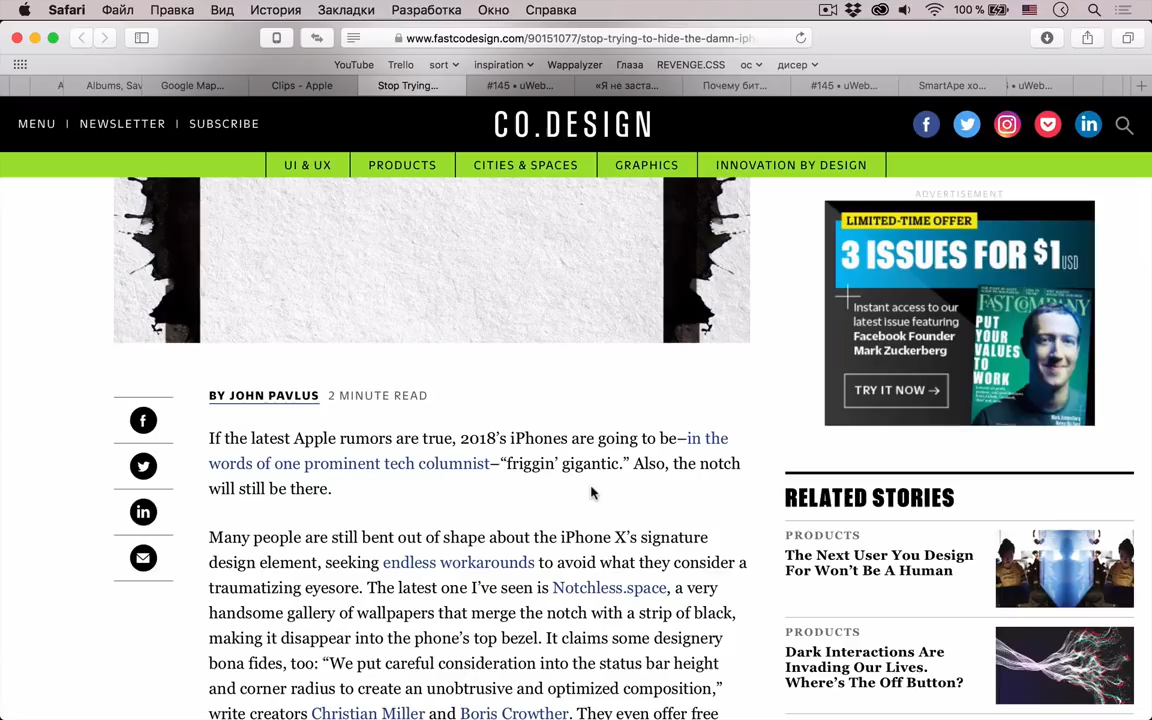 Safari Файл Правка Вид История Закладки Разработка Окно Справка 100 %
www.fastcodesign.com/90151077/stop-trying-to-hide-the-damn-iph
YouTube Trello sort inspiration Wappalyzer Глаза REVENGE.CSS ос дисер
Albums, Sav Google Map... Clips - Apple Stop Trying... #145 • uWeb... «Я не заста... Почему бит... #145 • uWeb... SmartApe хо... uWeb...
MENU | NEWSLETTER | SUBSCRIBE
CO.DESIGN
UI & UX PRODUCTS CITIES & SPACES GRAPHICS INNOVATION BY DESIGN
BY JOHN PAVLUS 2 MINUTE READ
If the latest Apple rumors are true, 2018’s iPhones are going to be–in the
words of one prominent tech columnist–“friggin’ gigantic.” Also, the notch
will still be there.
Many people are still bent out of shape about the iPhone X’s signature
design element, seeking endless workarounds to avoid what they consider a
traumatizing eyesore. The latest one I’ve seen is Notchless.space, a very
handsome gallery of wallpapers that merge the notch with a strip of black,
making it disappear into the phone’s top bezel. It claims some designery
bona fides, too: “We put careful consideration into the status bar height
and corner radius to create an unobtrusive and optimized composition,”
write creators Christian Miller and Boris Crowther. They even offer free
ADVERTISEMENT
LIMITED-TIME OFFER
3 ISSUES FOR $1USD
Instant access to our
latest issue featuring
Facebook Founder
Mark Zuckerberg
TRY IT NOW →
FAST COMPANY
PUT
YOUR
VALUES
TO
WORK
RELATED STORIES
PRODUCTS
The Next User You Design
For Won’t Be A Human
PRODUCTS
Dark Interactions Are
Invading Our Lives.
Where’s The Off Button?